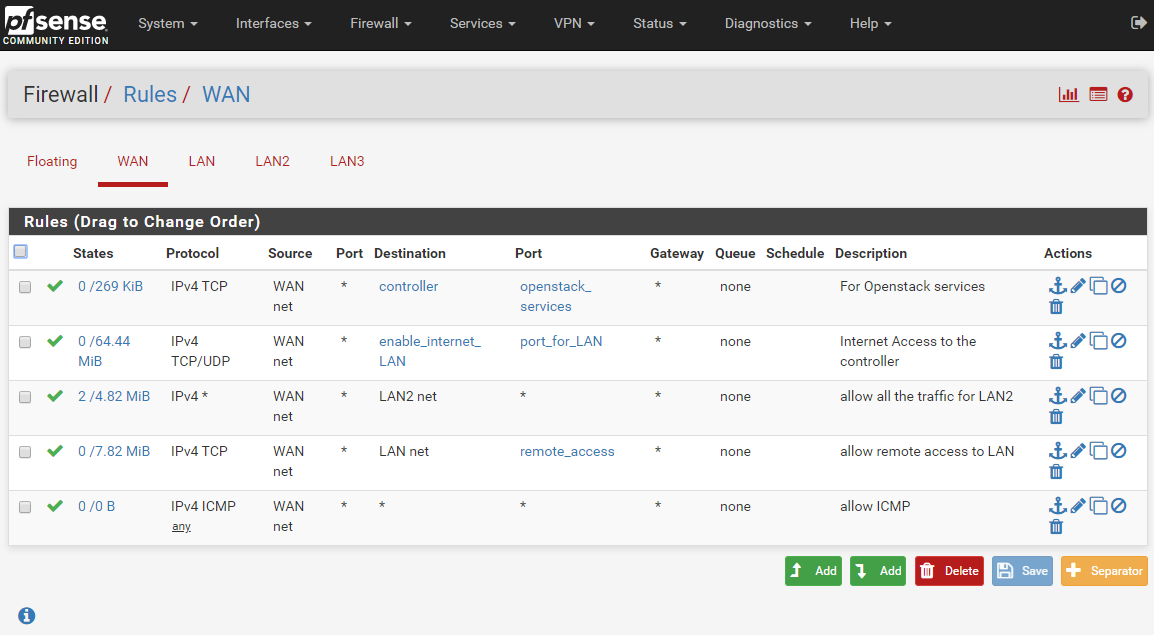 pfsense
COMMUNITY EDITION
System Interfaces Firewall Services VPN Status Diagnostics Help
Firewall / Rules / WAN
Floating WAN LAN LAN2 LAN3
Rules (Drag to Change Order)
States Protocol Source Port Destination Port Gateway Queue Schedule Description Actions
0 /269 KiB IPv4 TCP WAN * controller openstack_ * none For Openstack services
net services
0 /64.44 IPv4 WAN * enable_internet_ port_for_LAN * none Internet Access to the
MiB TCP/UDP net LAN controller
2 /4.82 MiB IPv4 * WAN * LAN2 net * * none allow all the traffic for LAN2
net
0 /7.82 MiB IPv4 TCP WAN * LAN net remote_access * none allow remote access to LAN
net
0 /0 B IPv4 ICMP WAN * * * * none allow ICMP
any net
Add Add Delete Save Separator